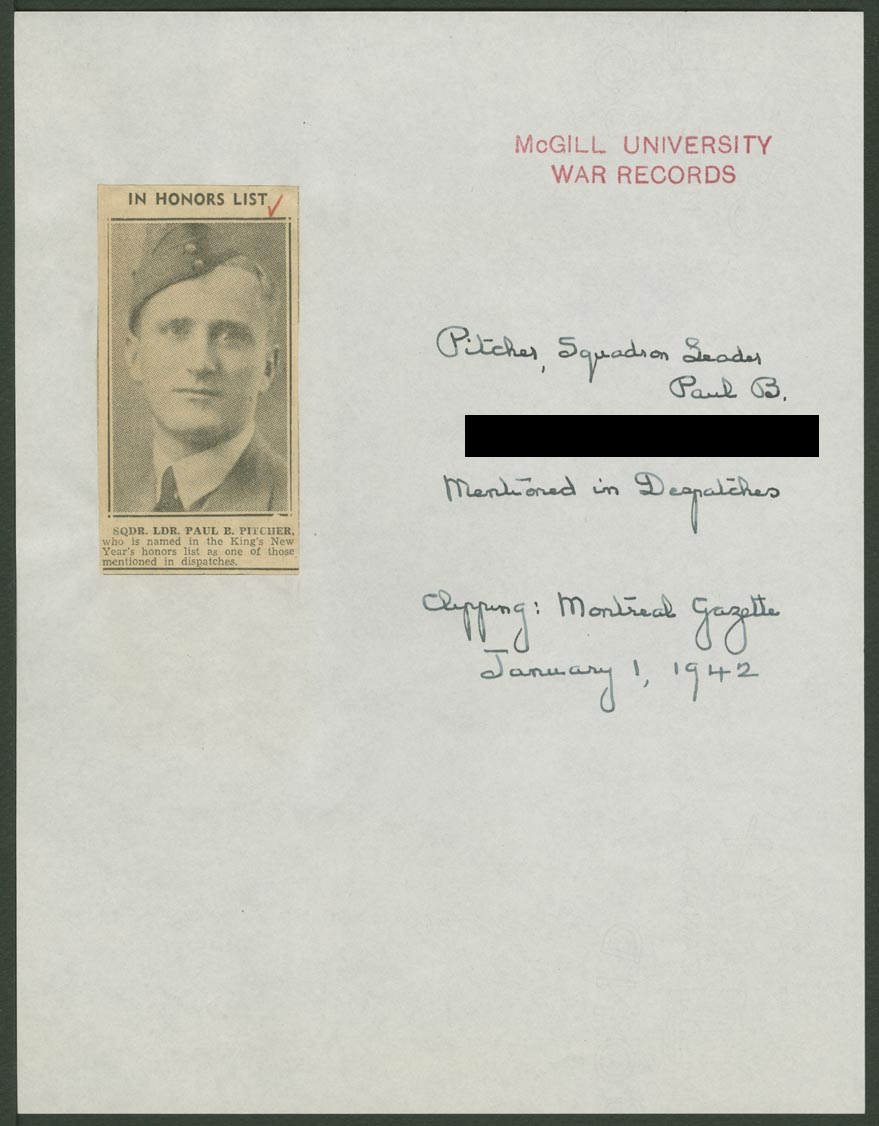 McGILL UNIVERSITY
WAR RECORDS
IN HONORS LIST
SQDR. LDR. PAUL B. PITCHER,
who is named in the King's New
Year's honors list as one of those
mentioned in dispatches.
Pitcher, Squadron Leader
Paul B.
Mentioned in Despatches
Clipping: Montreal Gazette
January 1, 1942